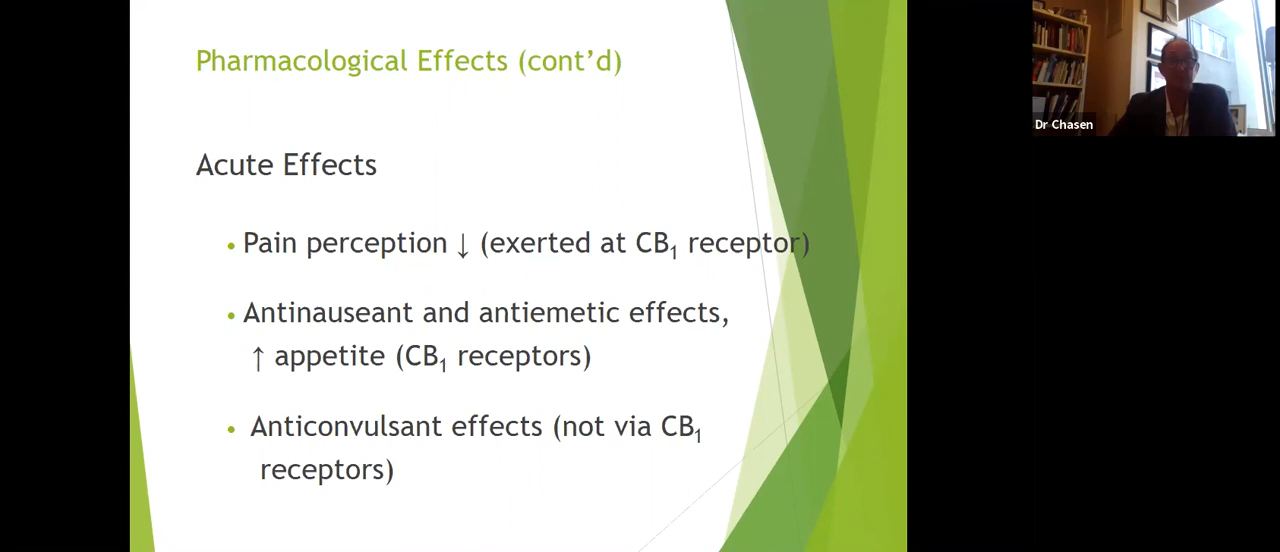 Pharmacological Effects (cont’d)
Acute Effects
• Pain perception ↓ (exerted at CB₁ receptor)
• Antinauseant and antiemetic effects,
↑ appetite (CB₁ receptors)
• Anticonvulsant effects (not via CB₁
receptors)
Dr Chasen